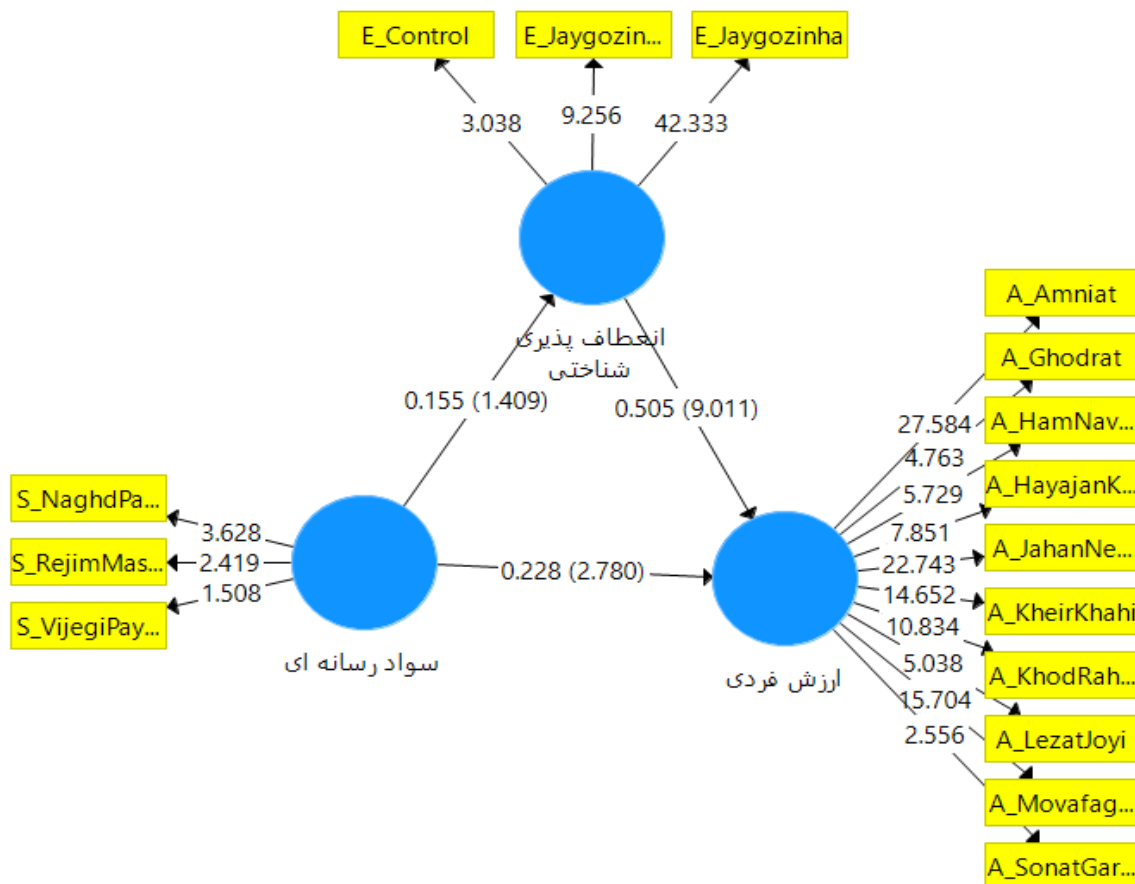 E_Control
E_Jaygozin...
E_Jaygozinha
3.038
9.256
42.333
انعطاف پذیری
شناختی
0.155 (1.409)
0.505 (9.011)
S_NaghdPa...
S_RejimMas...
S_VijegiPay...
3.628
2.419
1.508
سواد رسانه ای
0.228 (2.780)
ارزش فردی
27.584
4.763
5.729
7.851
22.743
14.652
10.834
5.038
15.704
2.556
A_Amniat
A_Ghodrat
A_HamNav...
A_HayajanK...
A_JahanNe...
A_KheirKhahi
A_KhodRah...
A_LezatJoyi
A_Movafag...
A_SonatGar...